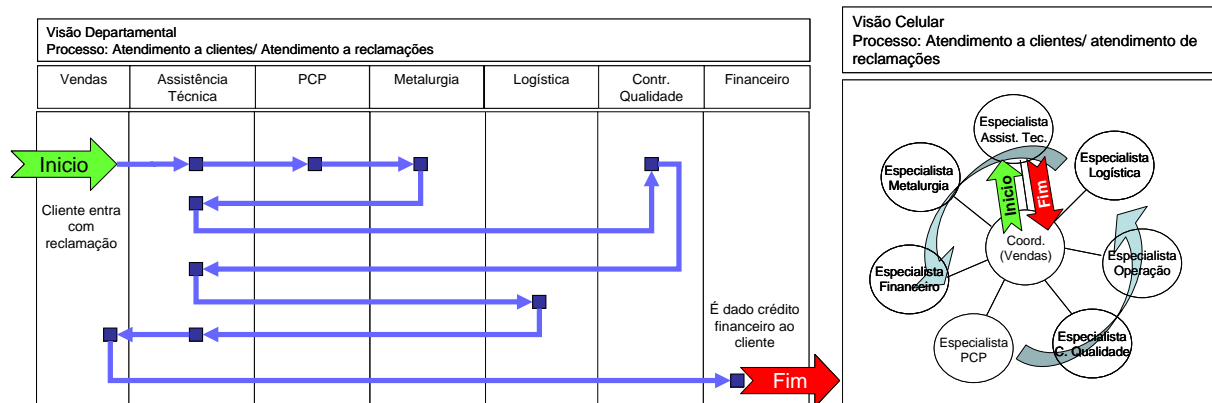 Visão Departamental
Processo: Atendimento a clientes/ Atendimento a reclamações
Vendas
Assistência
Técnica
PCP
Metalurgia
Logística
Contr.
Qualidade
Financeiro
Inicio
Cliente entra
com
reclamação
É dado crédito
financeiro ao
cliente
Fim
Visão Celular
Processo: Atendimento a clientes/ atendimento de
reclamações
Especialista
Assist. Tec.
Especialista
Logística
Especialista
Metalurgia
Inicio
Fim
Coord.
(Vendas)
Especialista
Operação
Especialista
Financeiro
Especialista
PCP
Especialista
C. Qualidade